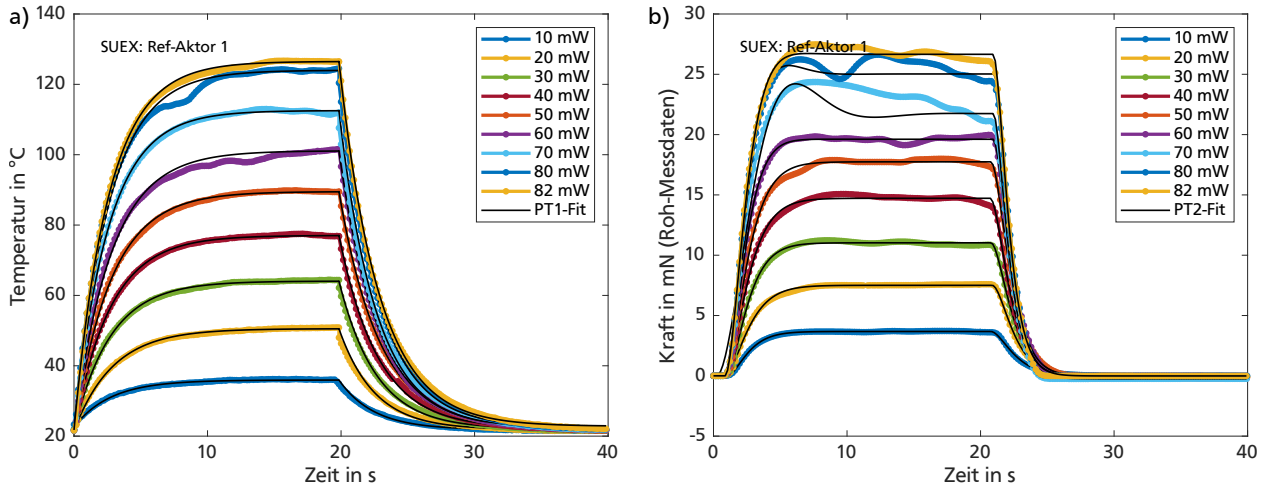 a)
Temperatur in °C
140
120
100
80
60
40
20
SUEX: Ref-Aktor 1
10 mW
20 mW
30 mW
40 mW
50 mW
60 mW
70 mW
80 mW
82 mW
PT1-Fit
0
10
20
30
40
Zeit in s
b)
Kraft in mN (Roh-Messdaten)
30
25
20
15
10
5
0
-5
SUEX: Ref-Aktor 1
10 mW
20 mW
30 mW
40 mW
50 mW
60 mW
70 mW
80 mW
82 mW
PT2-Fit
0
10
20
30
40
Zeit in s